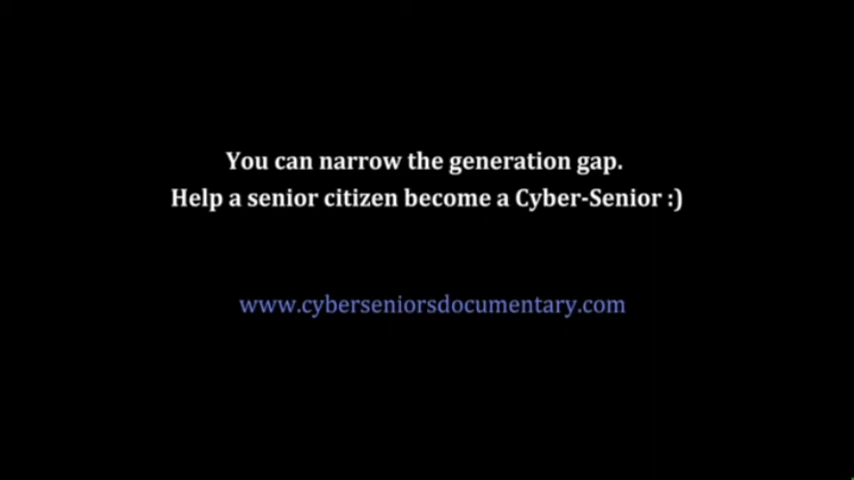 You can narrow the generation gap.
Help a senior citizen become a Cyber-Senior :)
www.cyberseniorsdocumentary.com